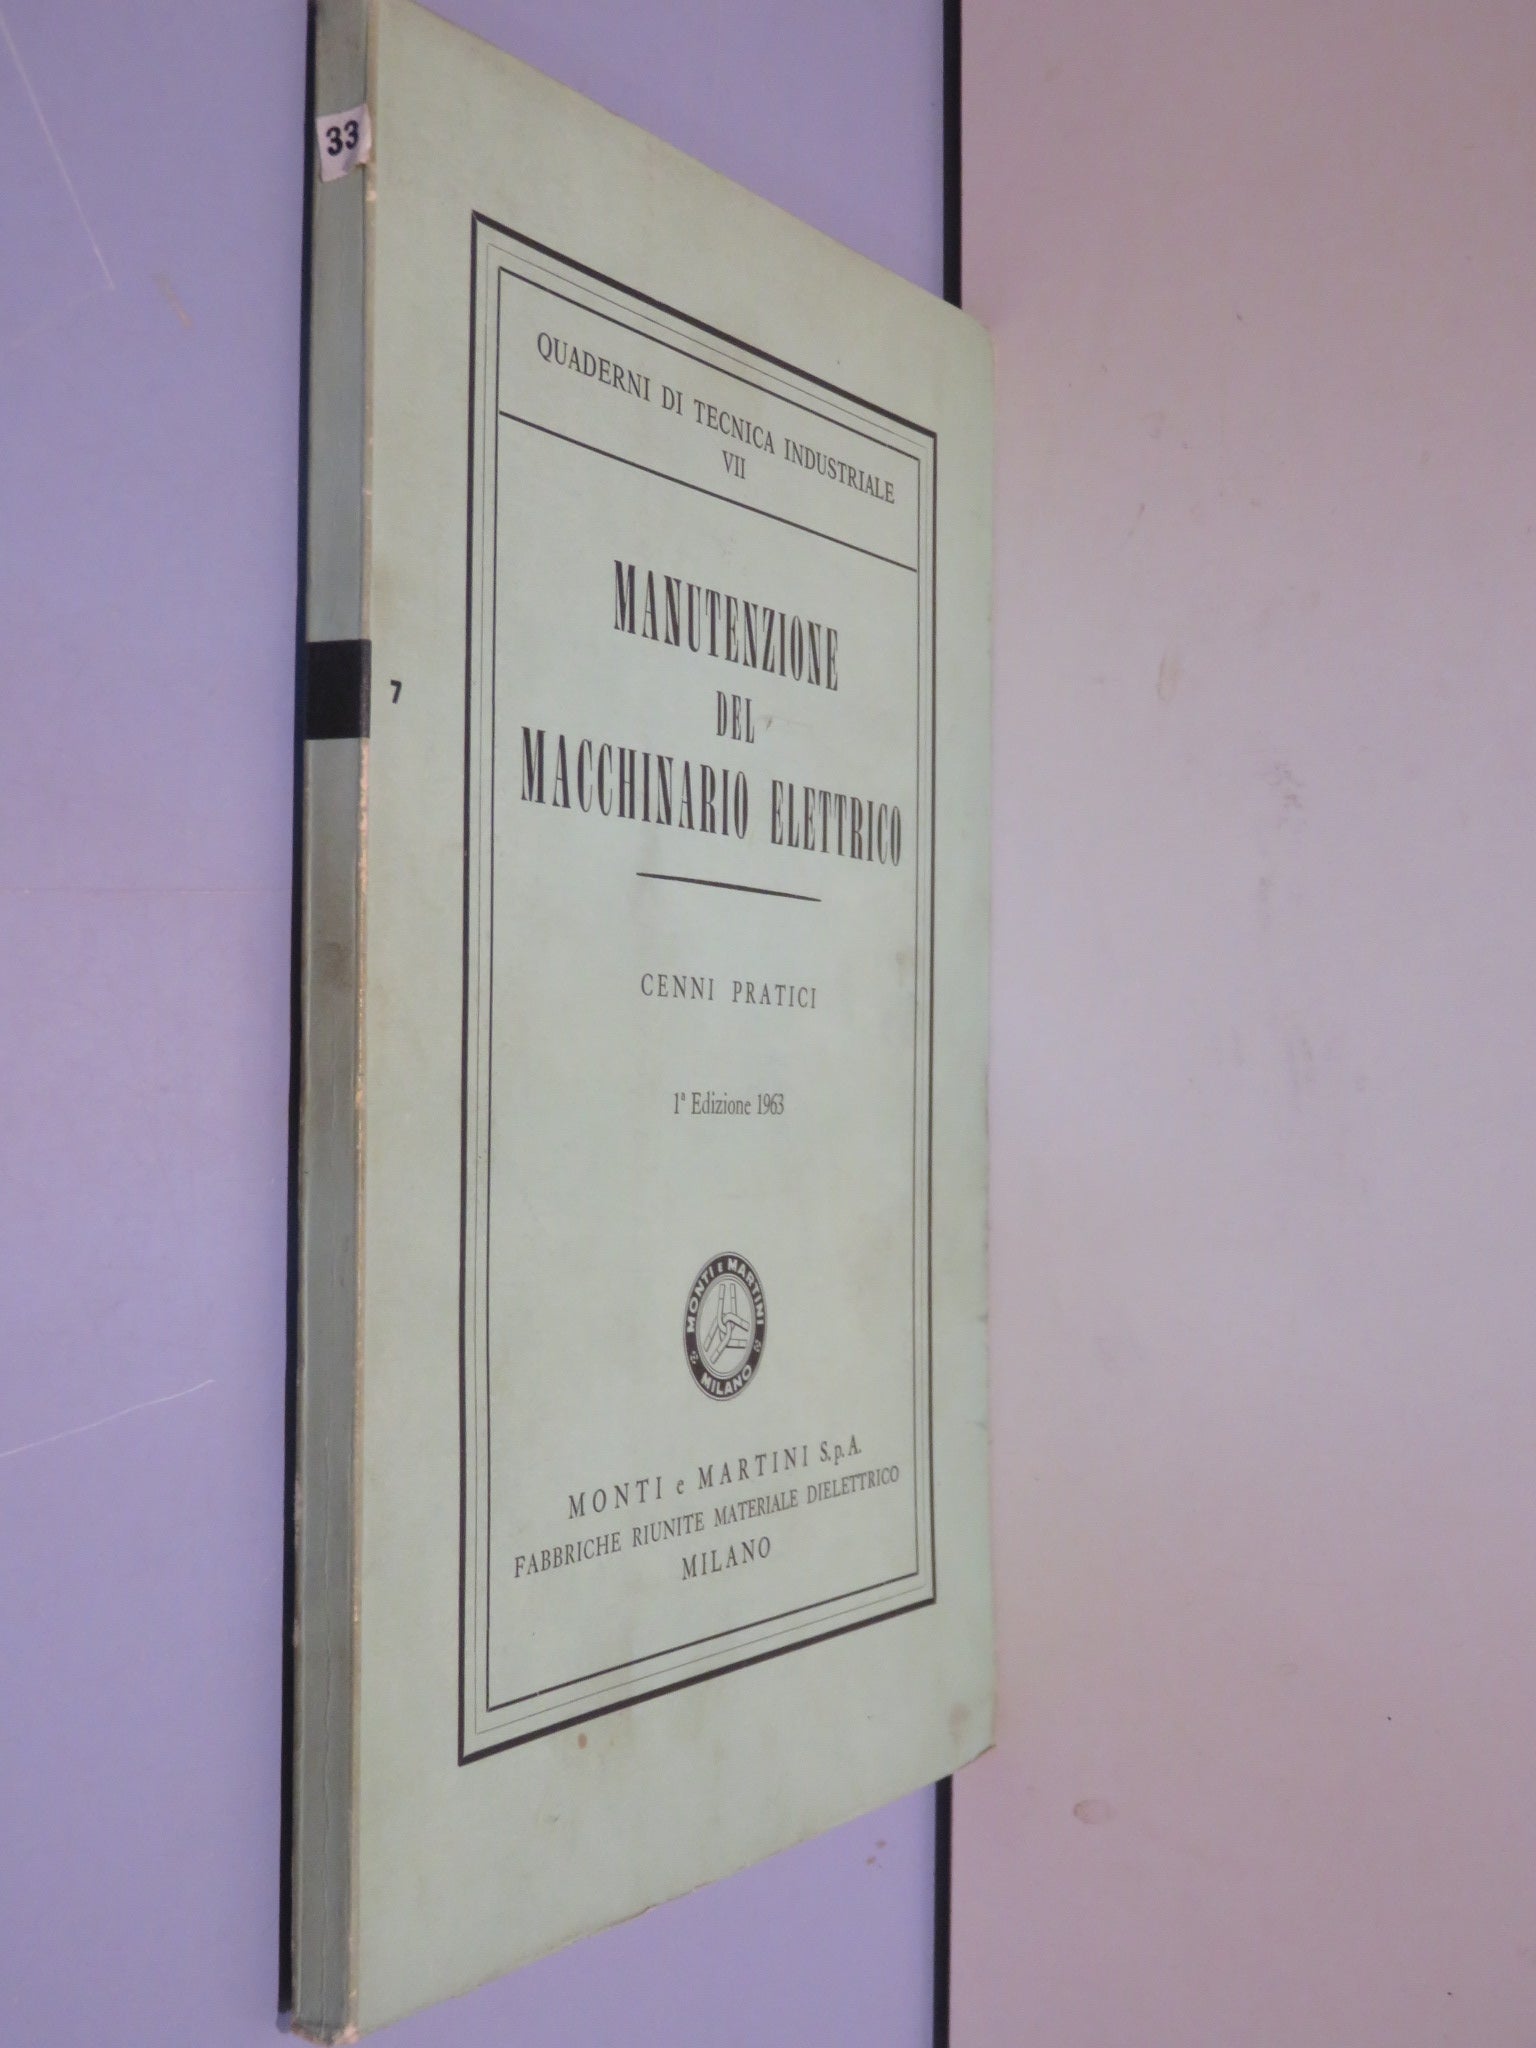 33
7
QUADERNI DI TECNICA INDUSTRIALE
VII
MANUTENZIONE
DEL
MACCHINARIO ELETTRICO
CENNI PRATICI
1ª Edizione 1963
MONTI E MARTINI
MILANO
MONTI e MARTINI S.p.A.
FABBRICHE RIUNITE MATERIALE DIELETTRICO
MILANO